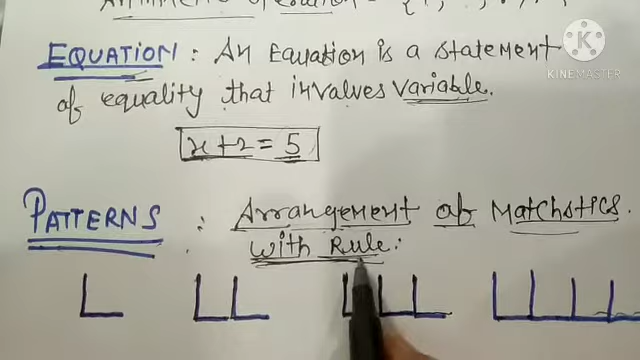 EQUATION : An Equation is a statement
of equality that involves variable.
x+2 = 5
PATTERNS : Arrangement of Matchstics
with Rule:
KINEMASTER